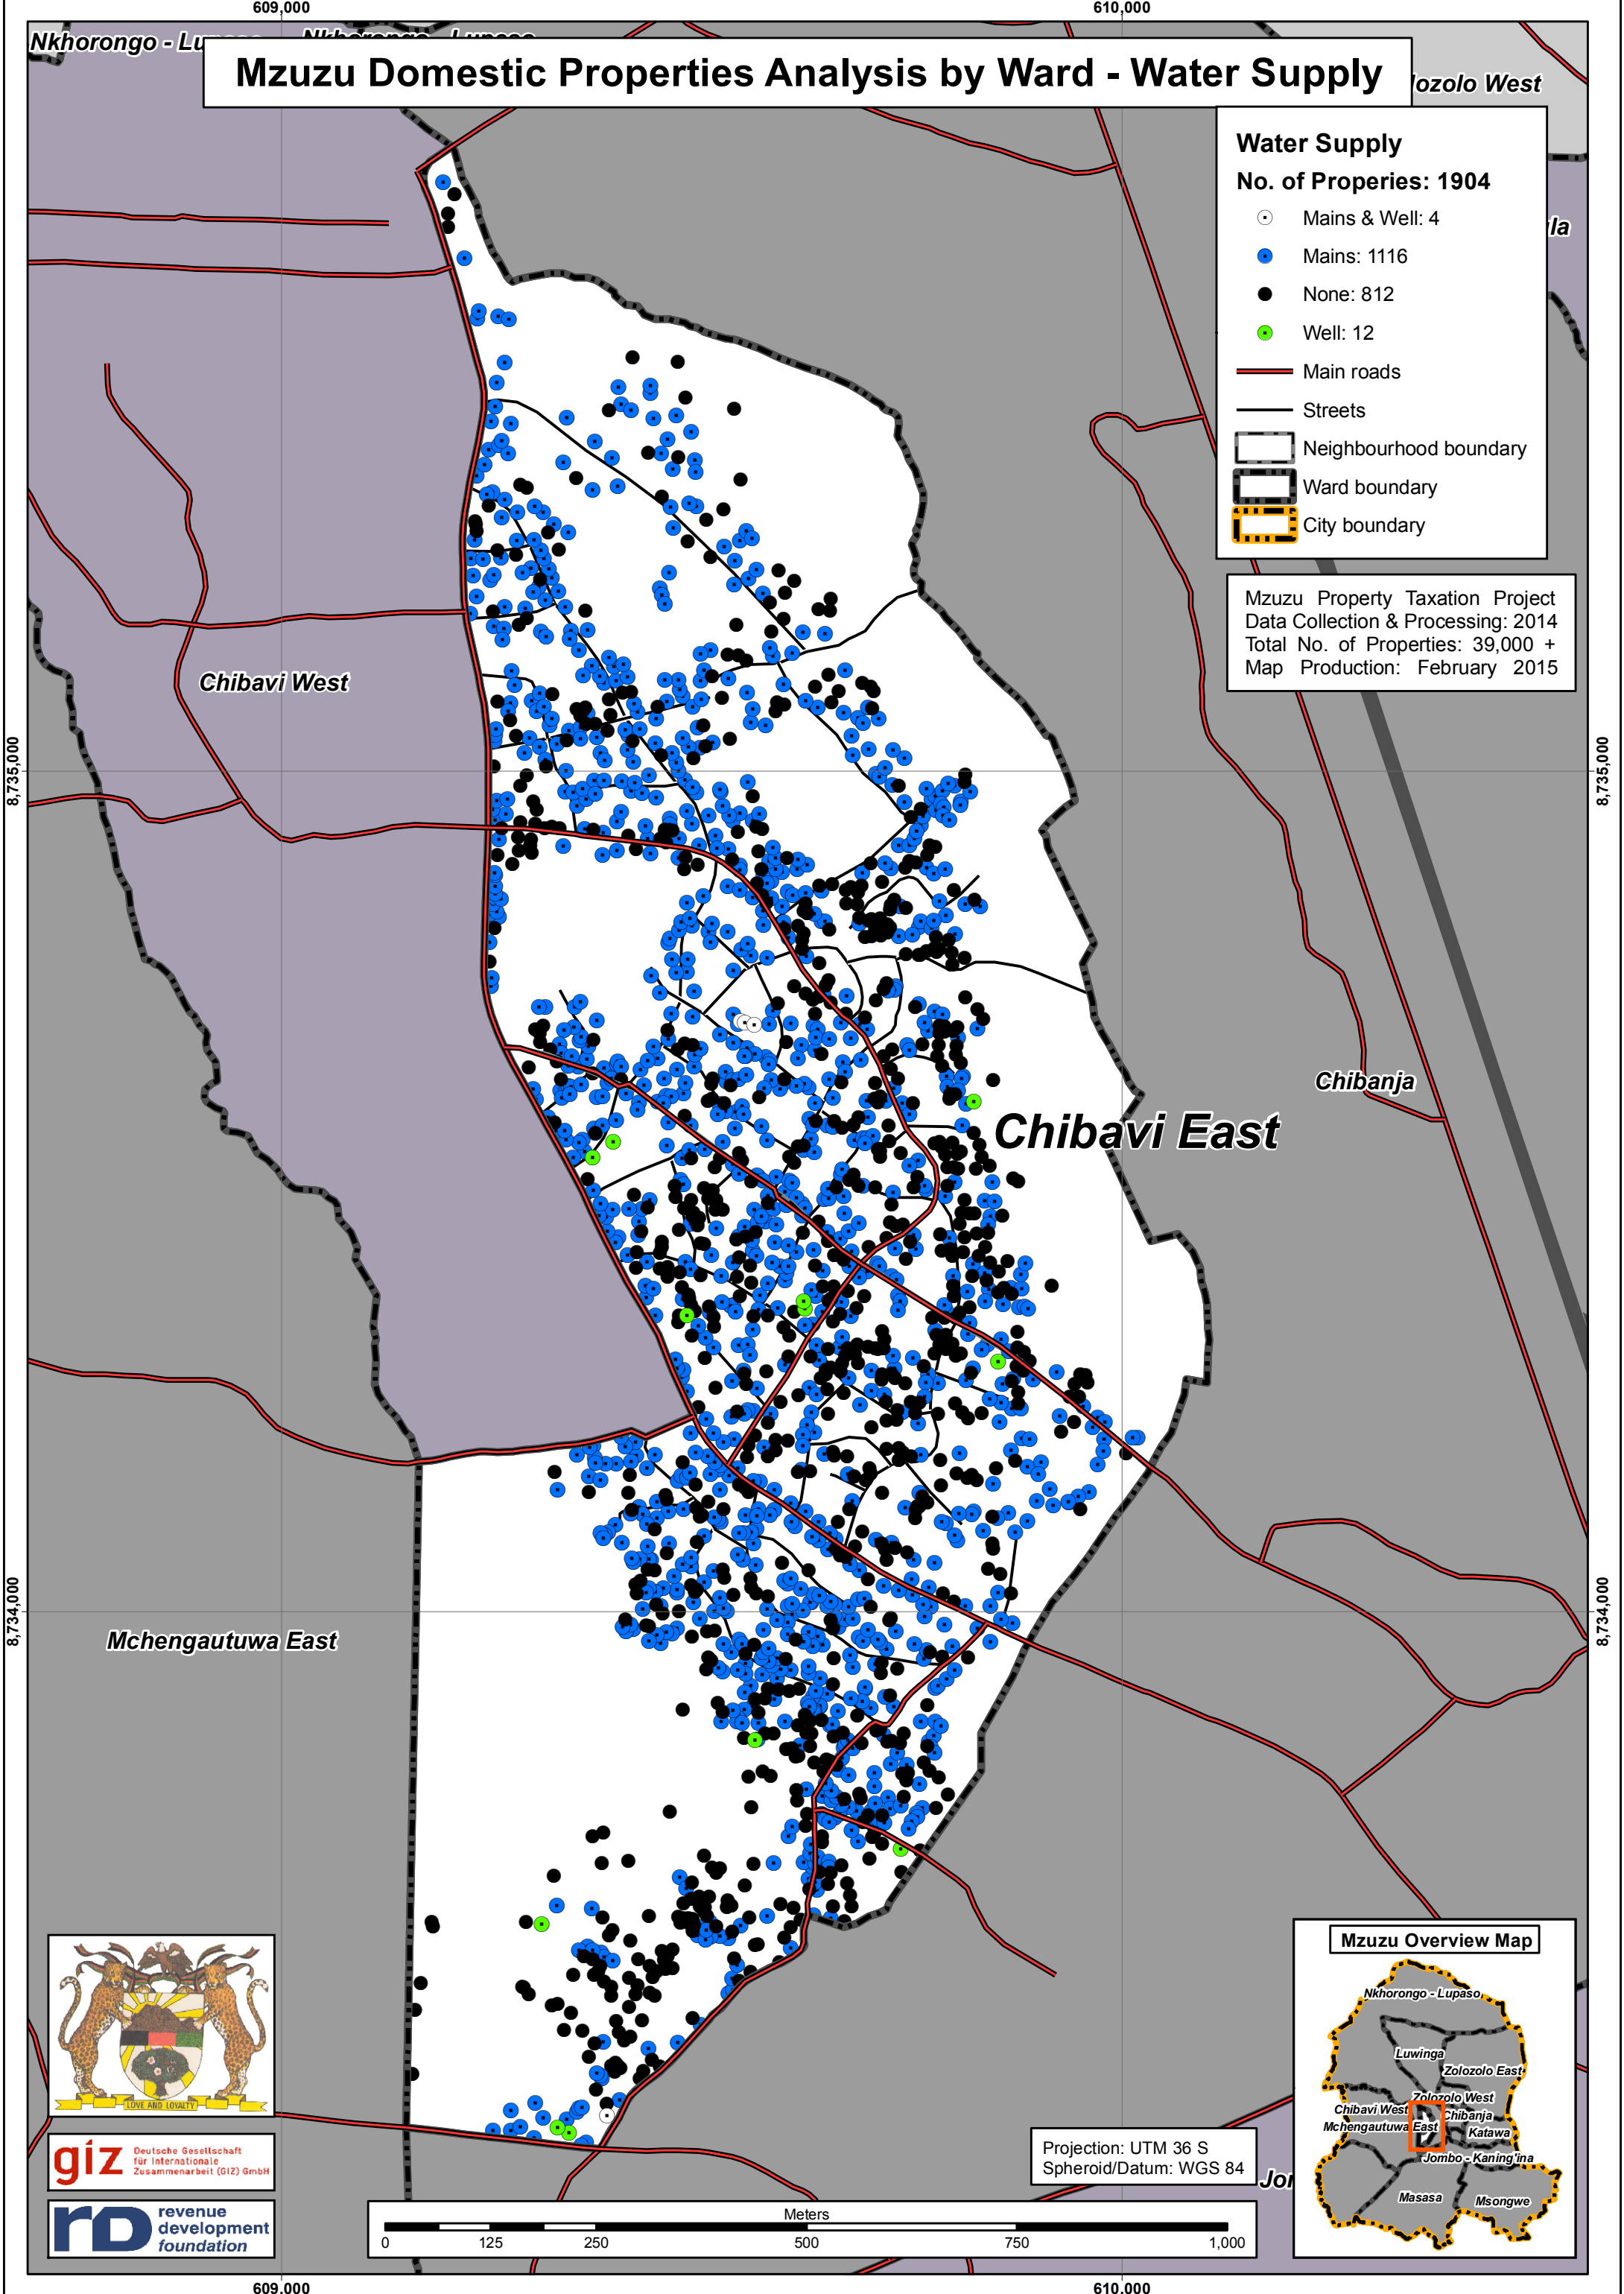 609,000
610,000
Nkhorongo - Lu
Nkhorongo - Lupaso
Mzuzu Domestic Properties Analysis by Ward - Water Supply
lozolo West
Water Supply
No. of Properies: 1904
Mains & Well: 4
Mains: 1116
None: 812
Well: 12
Main roads
Streets
Neighbourhood boundary
Ward boundary
City boundary
la
Mzuzu Property Taxation Project
Data Collection & Processing: 2014
Total No. of Properties: 39,000 +
Map Production: February 2015
Chibavi West
8,735,000
8,735,000
Chibanja
Chibavi East
8,734,000
8,734,000
Mchengautuwa East
LOVE AND LOYALTY
giz
Deutsche Gesellschaft
für Internationale
Zusammenarbeit (GIZ) GmbH
rD
revenue
development
foundation
Projection: UTM 36 S
Spheroid/Datum: WGS 84
Jo
Meters
0 125 250 500 750 1,000
Mzuzu Overview Map
Nkhorongo - Lupaso
Luwinga
Zolozolo East
Zolozolo West
Chibavi West
Chibanja
Mchengautuwa East
Katawa
Jombo - Kaning'ina
Masasa
Msongwe
609,000
610,000